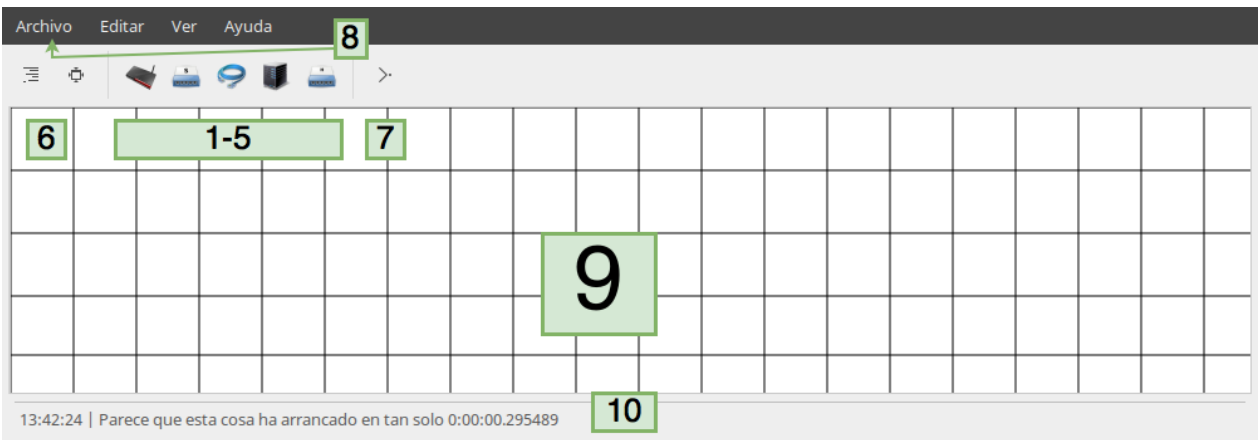 Archivo Editar Ver Ayuda
8
6 1-5 7
9
10
13:42:24 | Parece que esta cosa ha arrancado en tan solo 0:00:00.295489